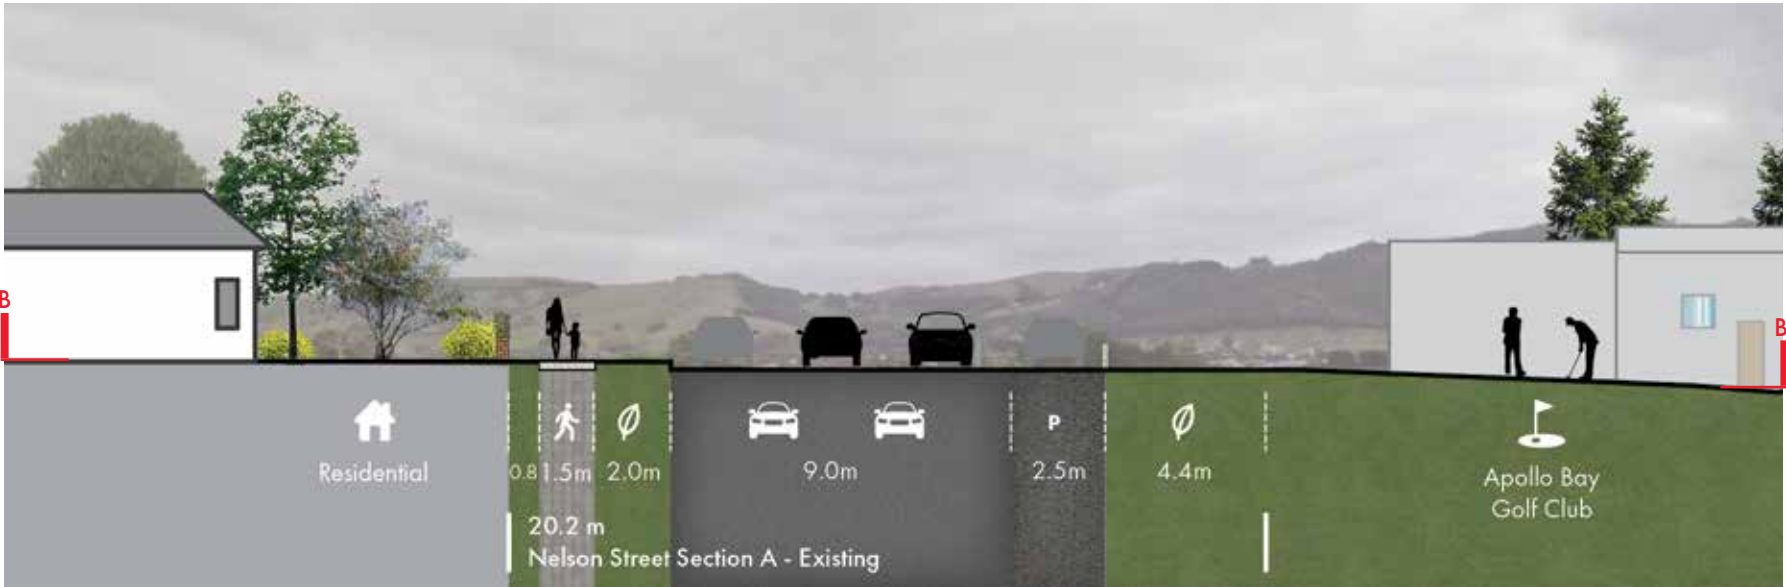 B
B
P
Residential
0.8
1.5m
2.0m
9.0m
2.5m
4.4m
Apollo Bay
Golf Club
20.2 m
Nelson Street Section A - Existing